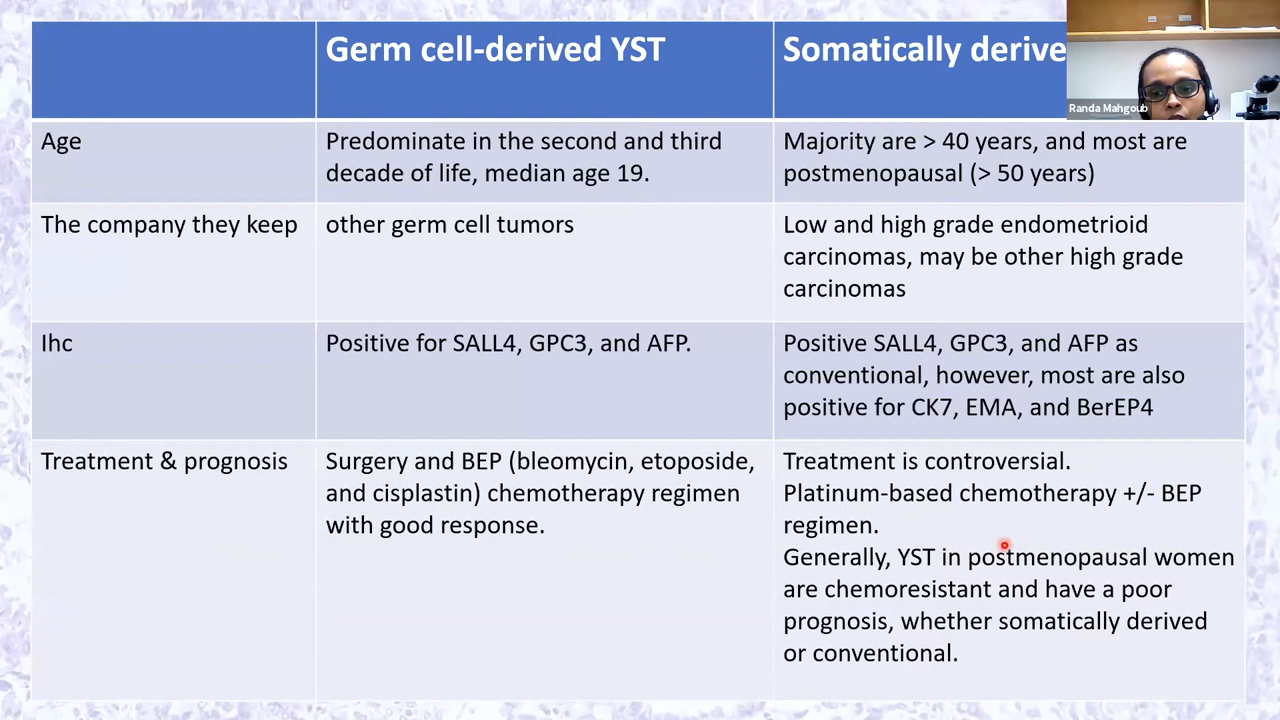 Germ cell-derived YST
Somatically derive
Randa Mahgoub
Age
Predominate in the second and third
decade of life, median age 19.
Majority are > 40 years, and most are
postmenopausal (> 50 years)
The company they keep
other germ cell tumors
Low and high grade endometrioid
carcinomas, may be other high grade
carcinomas
Ihc
Positive for SALL4, GPC3, and AFP.
Positive SALL4, GPC3, and AFP as
conventional, however, most are also
positive for CK7, EMA, and BerEP4
Treatment & prognosis
Surgery and BEP (bleomycin, etoposide,
and cisplastin) chemotherapy regimen
with good response.
Treatment is controversial.
Platinum-based chemotherapy +/- BEP
regimen.
Generally, YST in postmenopausal women
are chemoresistant and have a poor
prognosis, whether somatically derived
or conventional.